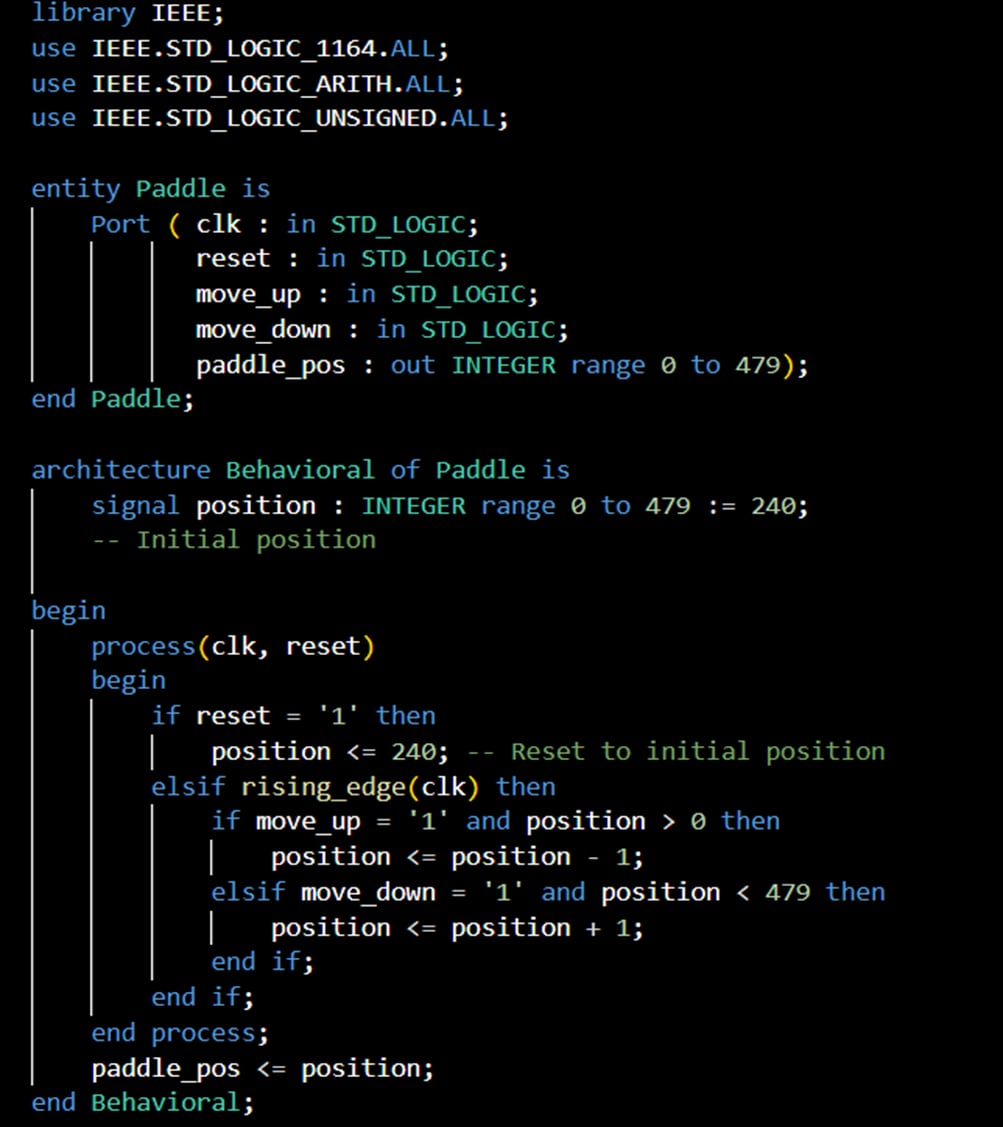 library IEEE;
use IEEE.STD_LOGIC_1164.ALL;
use IEEE.STD_LOGIC_ARITH.ALL;
use IEEE.STD_LOGIC_UNSIGNED.ALL;
entity Paddle is
Port ( clk : in STD_LOGIC;
reset : in STD_LOGIC;
move_up : in STD_LOGIC;
move_down : in STD_LOGIC;
paddle_pos : out INTEGER range 0 to 479);
end Paddle;
architecture Behavioral of Paddle is
signal position : INTEGER range 0 to 479 := 240;
-- Initial position
begin
process(clk, reset)
begin
if reset = '1' then
position <= 240; -- Reset to initial position
elsif rising_edge(clk) then
if move_up = '1' and position > 0 then
position <= position - 1;
elsif move_down = '1' and position < 479 then
position <= position + 1;
end if;
end if;
end process;
paddle_pos <= position;
end Behavioral;